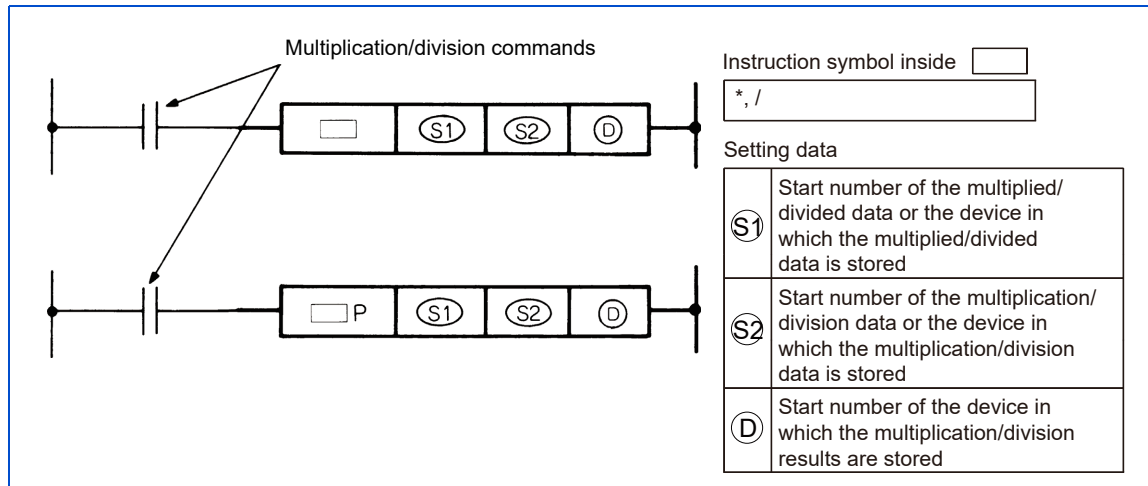 Multiplication/division commands
S1 S2 D
P S1 S2 D
Instruction symbol inside
*, /
Setting data
S1
Start number of the multiplied/
divided data or the device in
which the multiplied/divided
data is stored
S2
Start number of the multiplication/
division data or the device in
which the multiplication/division
data is stored
D
Start number of the device in
which the multiplication/division
results are stored